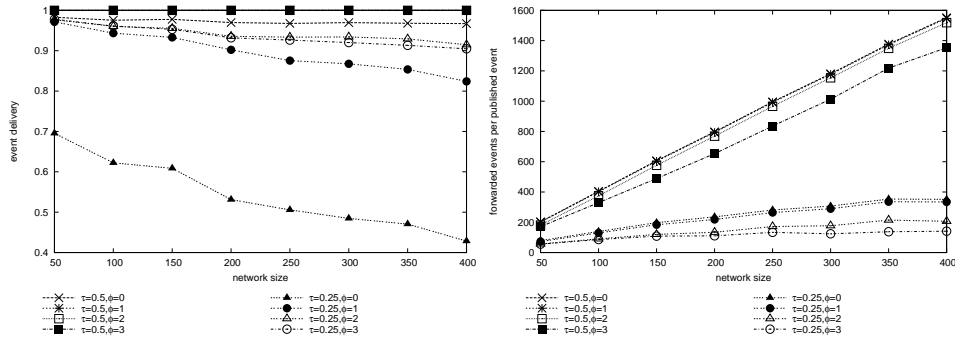 1
0.9
0.8
0.7
0.6
0.5
0.4
event delivery
50 100 150 200 250 300 350 400
network size
τ=0.5,φ=0
τ=0.5,φ=1
τ=0.5,φ=2
τ=0.5,φ=3
τ=0.25,φ=0
τ=0.25,φ=1
τ=0.25,φ=2
τ=0.25,φ=3
1600
1400
1200
1000
800
600
400
200
0
forwarded events per published event
50 100 150 200 250 300 350 400
network size
τ=0.5,φ=0
τ=0.5,φ=1
τ=0.5,φ=2
τ=0.5,φ=3
τ=0.25,φ=0
τ=0.25,φ=1
τ=0.25,φ=2
τ=0.25,φ=3